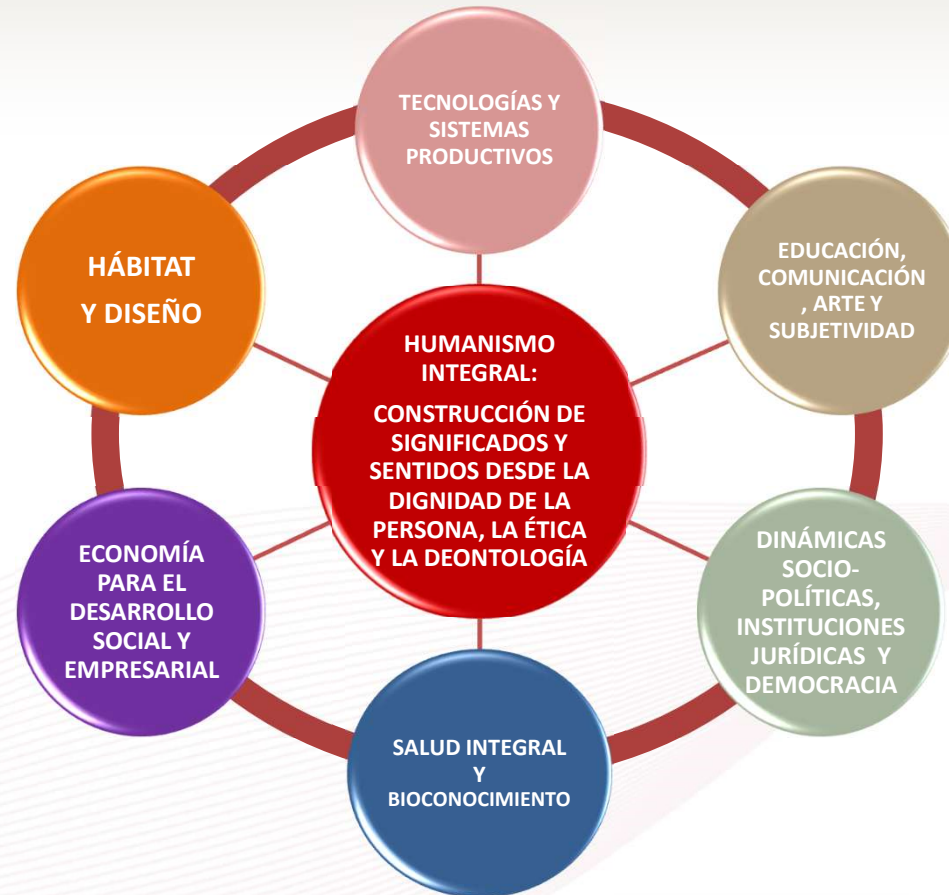 TECNOLOGÍAS Y
SISTEMAS
PRODUCTIVOS
HÁBITAT
Y DISEÑO
EDUCACIÓN,
COMUNICACIÓN
, ARTE Y
SUBJETIVIDAD
HUMANISMO
INTEGRAL:
CONSTRUCCIÓN DE
SIGNIFICADOS Y
SENTIDOS DESDE LA
DIGNIDAD DE LA
PERSONA, LA ÉTICA
Y LA DEONTOLOGÍA
ECONOMÍA
PARA EL
DESARROLLO
SOCIAL Y
EMPRESARIAL
DINÁMICAS
SOCIO-
POLÍTICAS,
INSTITUCIONES
JURÍDICAS Y
DEMOCRACIA
SALUD INTEGRAL
Y
BIOCONOCIMIENTO